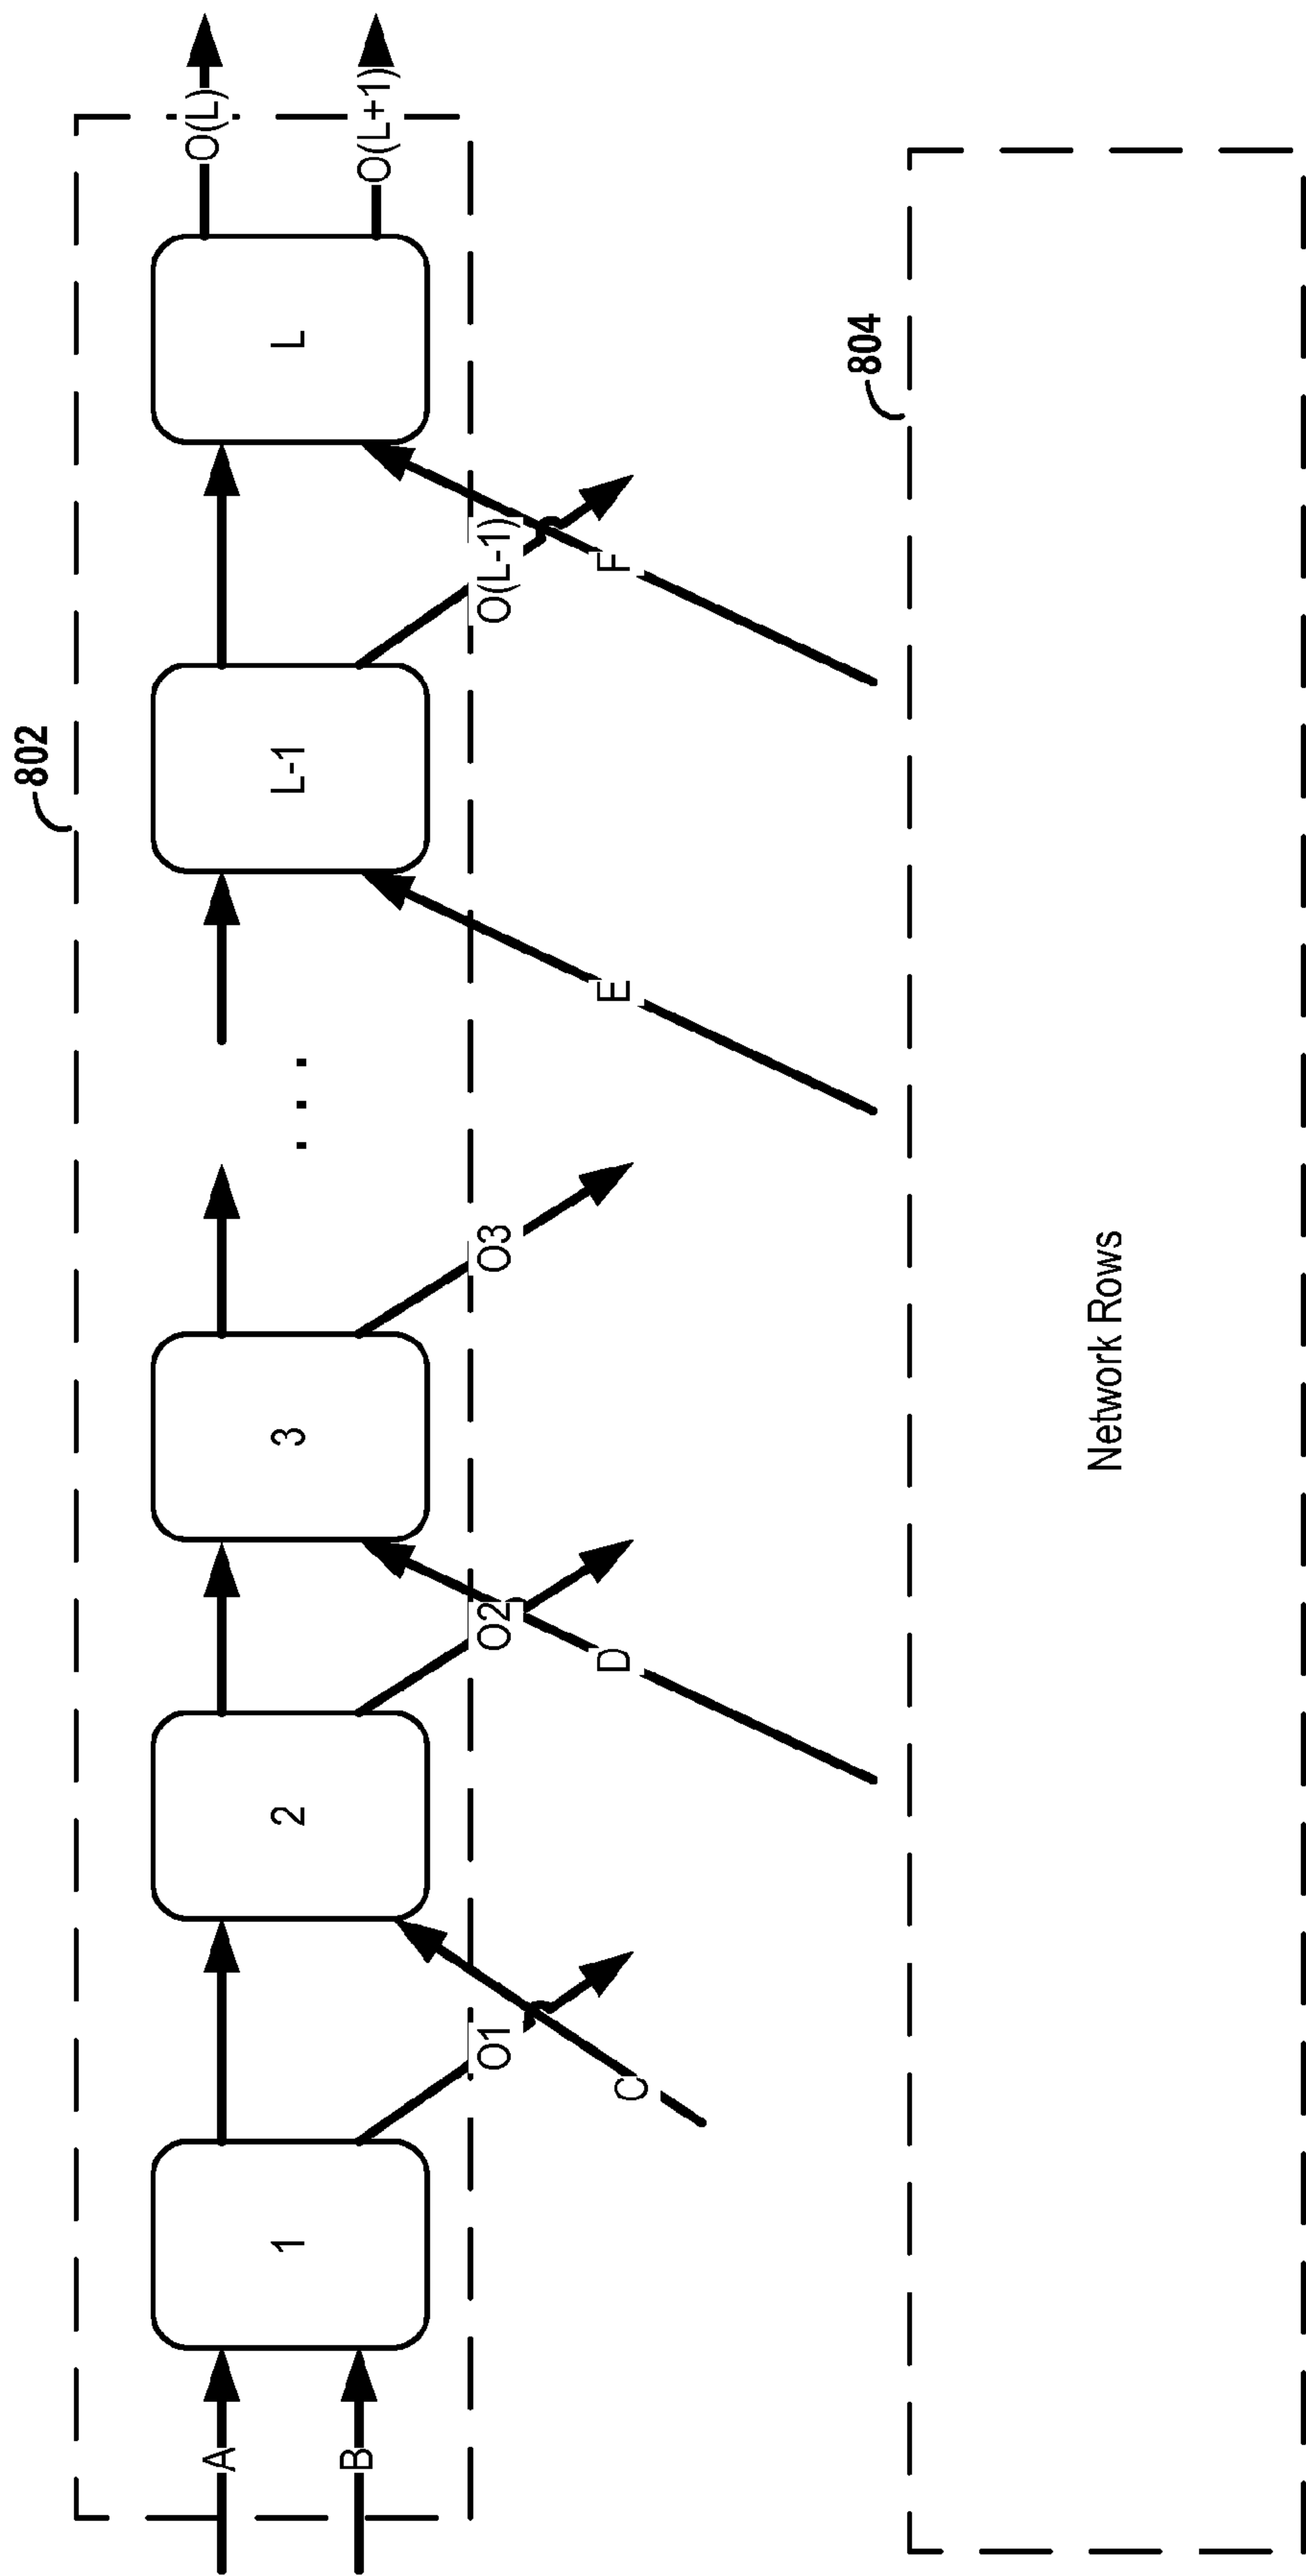 802
A
B
1
2
3
. . .
L-1
L
O(L)
O(L+1)
O1
O2
O3
O(L-1)
C
D
E
F
804
Network Rows